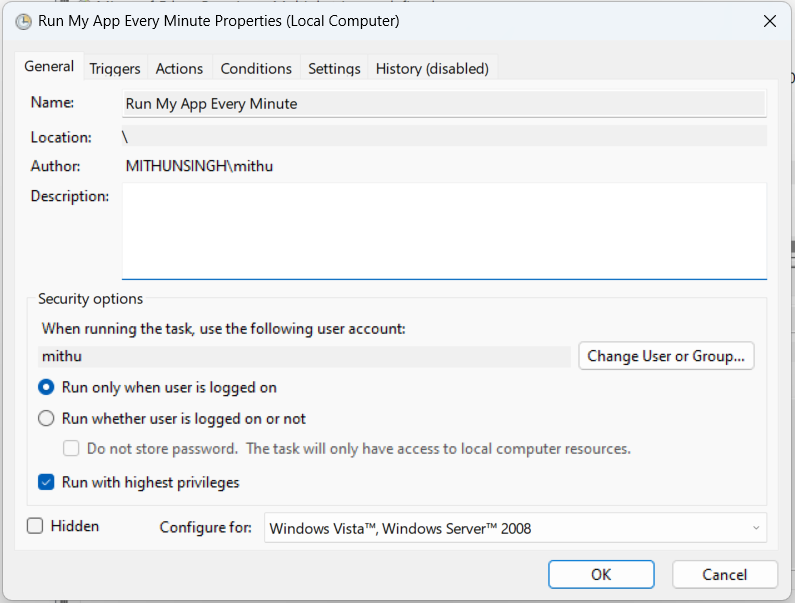 Run My App Every Minute Properties (Local Computer)
General Triggers Actions Conditions Settings History (disabled)
Name: Run My App Every Minute
Location: \
Author: MITHUNSINGH\mithu
Description:
Security options
When running the task, use the following user account:
mithu Change User or Group...
Run only when user is logged on
Run whether user is logged on or not
Do not store password. The task will only have access to local computer resources.
Run with highest privileges
Hidden Configure for: Windows Vista™, Windows Server™ 2008
OK Cancel